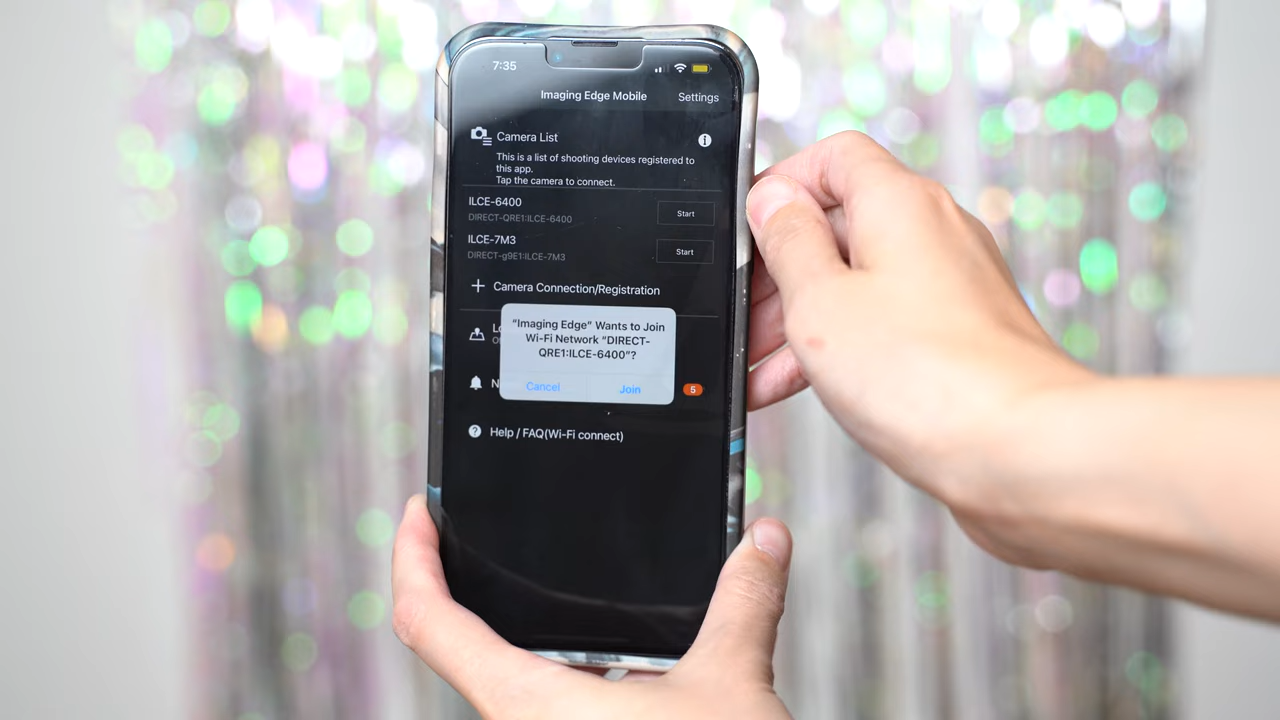 7:35
Imaging Edge Mobile
Settings
Camera List
This is a list of shooting devices registered to
this app.
Tap the camera to connect.
ILCE-6400
DIRECT-QRE1:ILCE-6400
Start
ILCE-7M3
DIRECT-g9E1:ILCE-7M3
Start
Camera Connection/Registration
“Imaging Edge” Wants to Join
Wi-Fi Network “DIRECT-
QRE1:ILCE-6400”?
Cancel
Join
5
Help / FAQ(Wi-Fi connect)